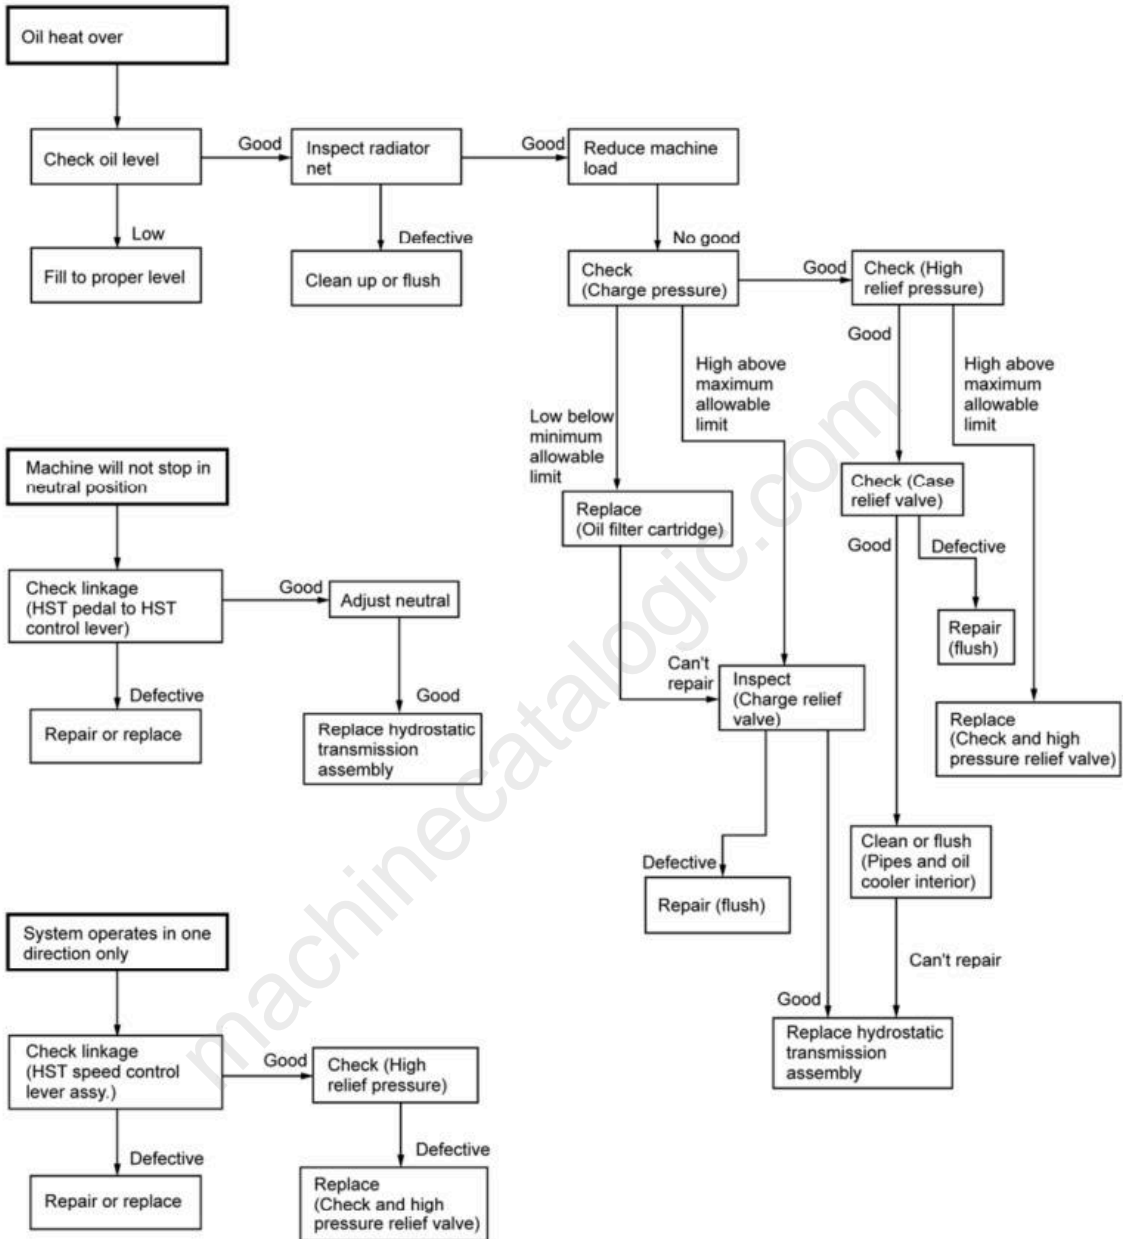 Oil heat over
Check oil level
Good
Inspect radiator
net
Good
Reduce machine
load
Low
Fill to proper level
Defective
Clean up or flush
No good
Check
(Charge pressure)
Good
Check (High
relief pressure)
Good
High above
maximum
allowable
limit
High above
maximum
allowable
limit
Low below
minimum
allowable
limit
Replace
(Oil filter cartridge)
Check (Case
relief valve)
Good
Defective
Repair
(flush)
Can't
repair
Inspect
(Charge relief
valve)
Replace
(Check and high
pressure relief valve)
Defective
Repair (flush)
Clean or flush
(Pipes and oil
cooler interior)
Can't repair
Good
Replace hydrostatic
transmission
assembly
Machine will not stop in
neutral position
Check linkage
(HST pedal to HST
control lever)
Good
Adjust neutral
Defective
Repair or replace
Good
Replace hydrostatic
transmission
assembly
System operates in one
direction only
Check linkage
(HST speed control
lever assy.)
Good
Check (High
relief pressure)
Defective
Repair or replace
Defective
Replace
(Check and high
pressure relief valve)
machinecatalogic.com